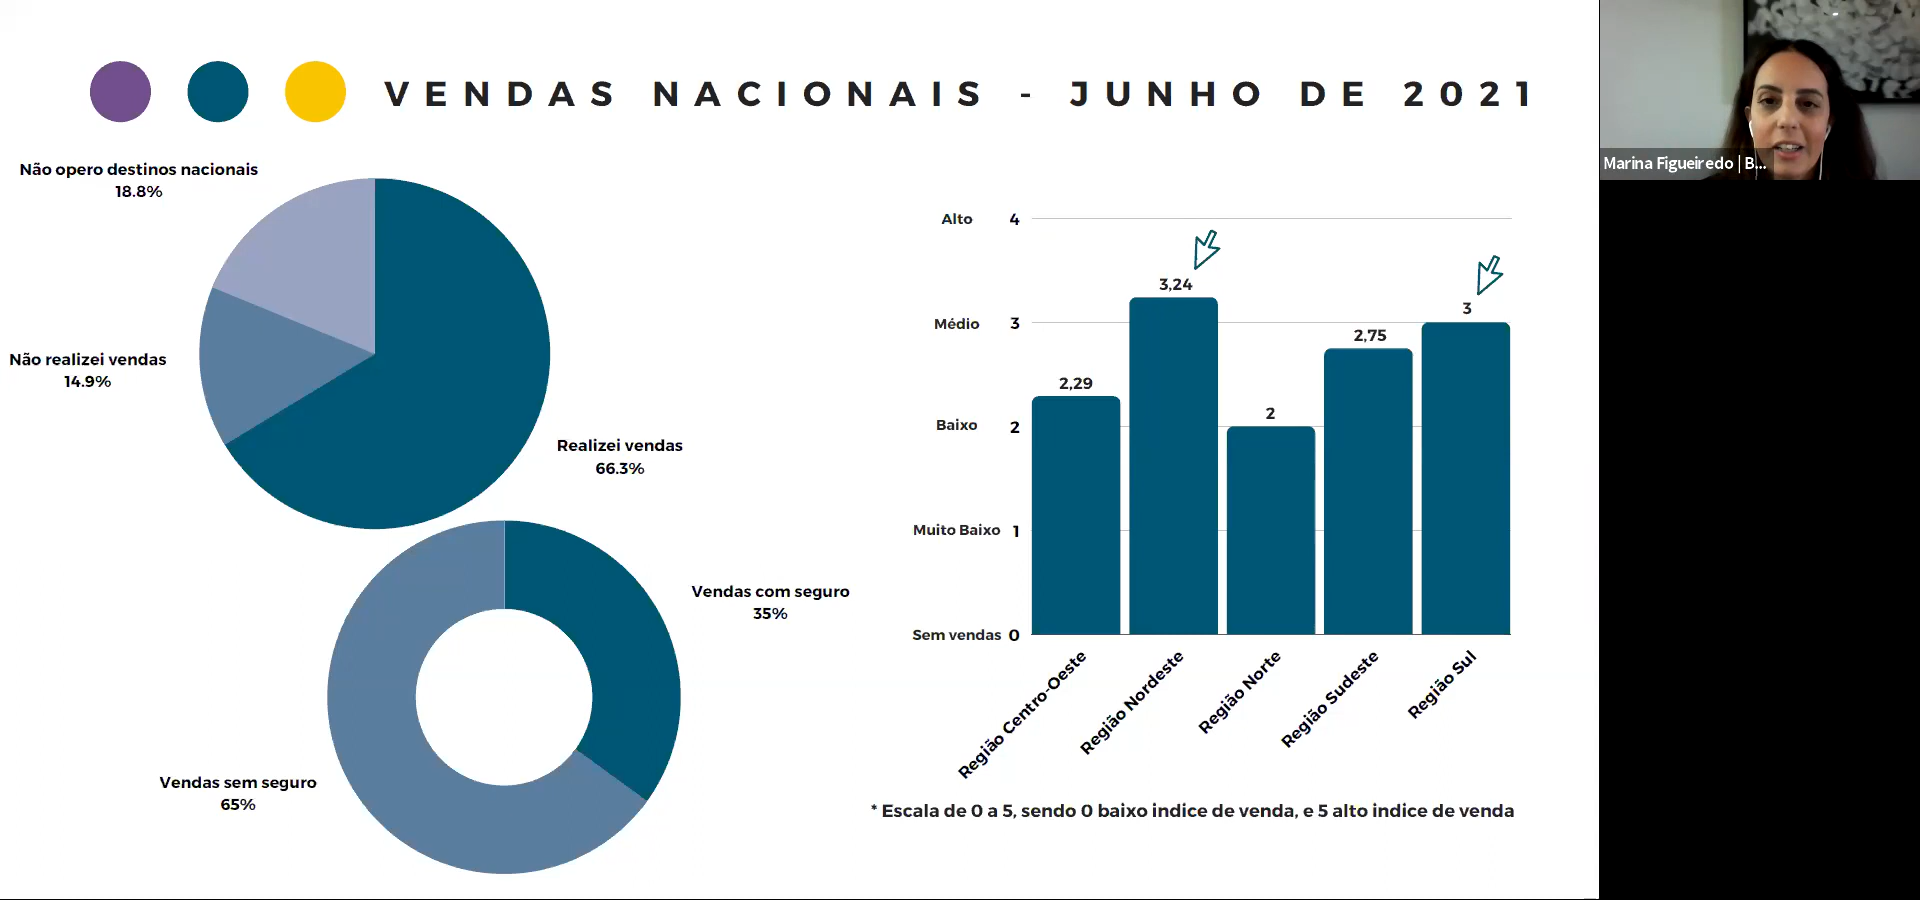 VENDAS NACIONAIS - JUNHO DE 2021
Marina Figueiredo | B...
Não opero destinos nacionais
18.8%
Não realizei vendas
14.9%
Realizei vendas
66.3%
Vendas com seguro
35%
Vendas sem seguro
65%
Alto 4
Médio 3
Baixo 2
Muito Baixo 1
Sem vendas 0
2,29
3,24
2
2,75
3
Região Centro-Oeste
Região Nordeste
Região Norte
Região Sudeste
Região Sul
* Escala de 0 a 5, sendo 0 baixo indice de venda, e 5 alto indice de venda